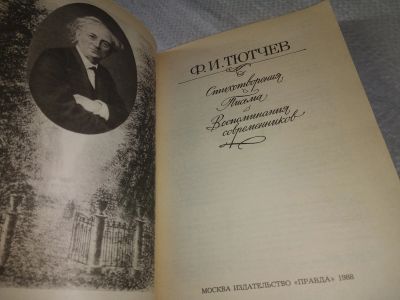 Ф. И. ТЮТЧЕВ
Стихотворения
Письма
Воспоминания
современников
МОСКВА ИЗДАТЕЛЬСТВО «ПРАВДА» 1988